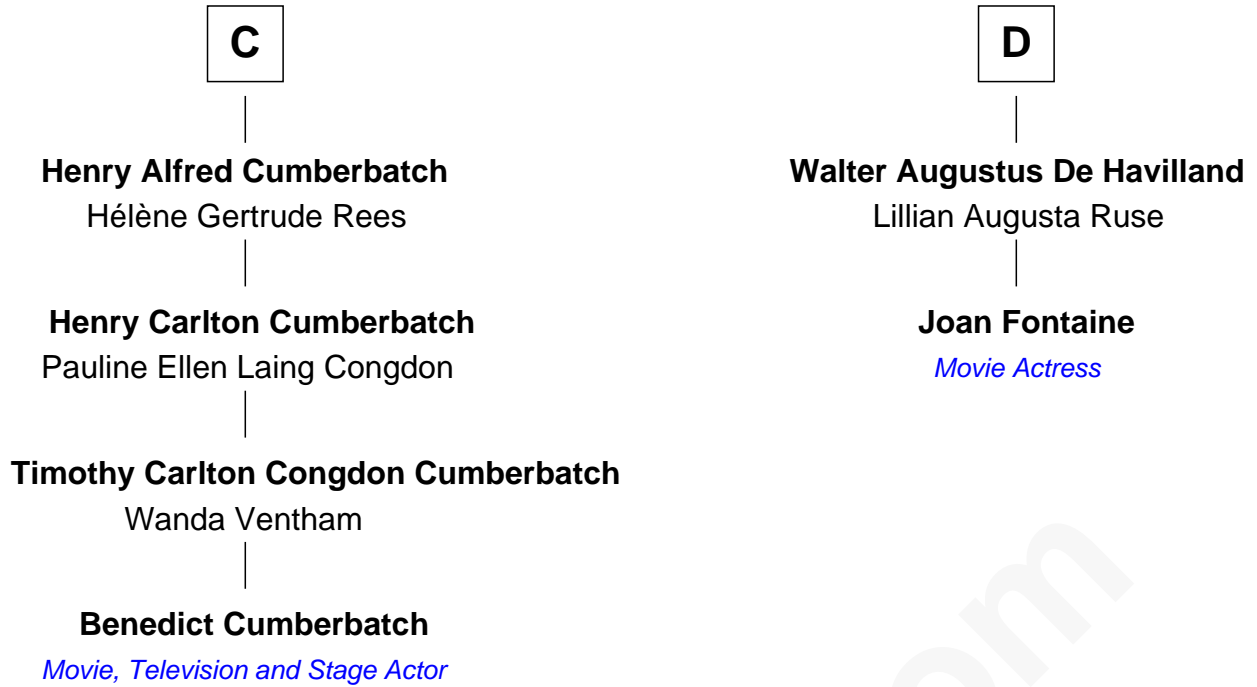 C
Henry Alfred Cumberbatch
Hélène Gertrude Rees
Henry Carlton Cumberbatch
Pauline Ellen Laing Congdon
Timothy Carlton Congdon Cumberbatch
Wanda Ventham
Benedict Cumberbatch
Movie, Television and Stage Actor
D
Walter Augustus De Havilland
Lillian Augusta Ruse
Joan Fontaine
Movie Actress
om